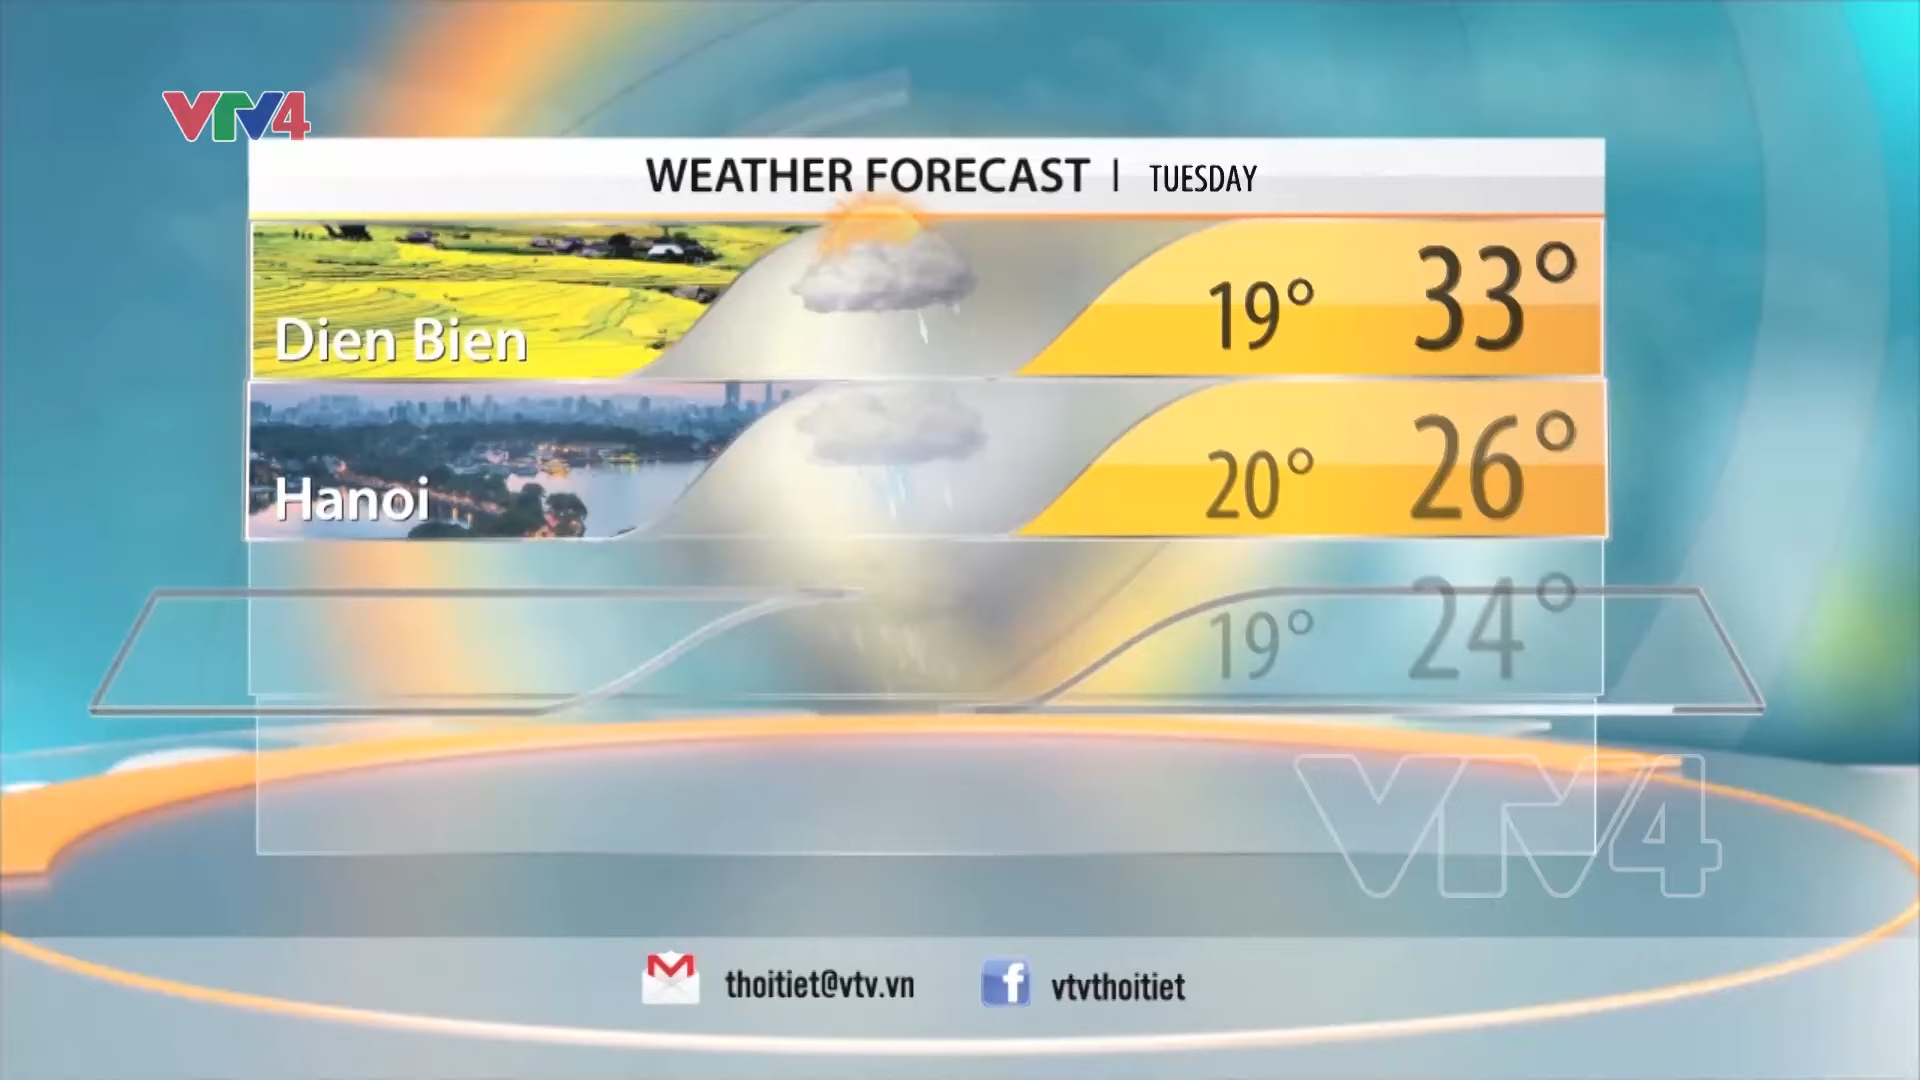 VTV4
WEATHER FORECAST | TUESDAY
Dien Bien 19° 33°
Hanoi 20° 26°
19° 24°
VTV4
thoitiet@vtv.vn vtvthoitiet